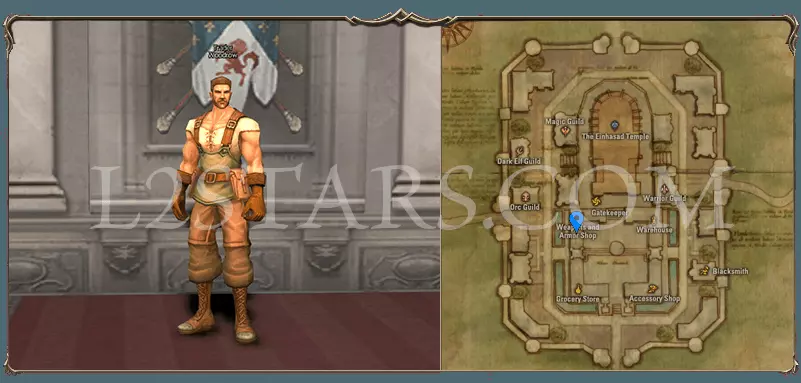 Trader
Woodrow
L2STARS.COM
Magic Guild
The Einhasad Temple
Dark Elf Guild
Orc Guild
Warrior Guild
Gatekeeper
Weapons and
Armor Shop
Warehouse
Blacksmith
Grocery Store
Accessory Shop